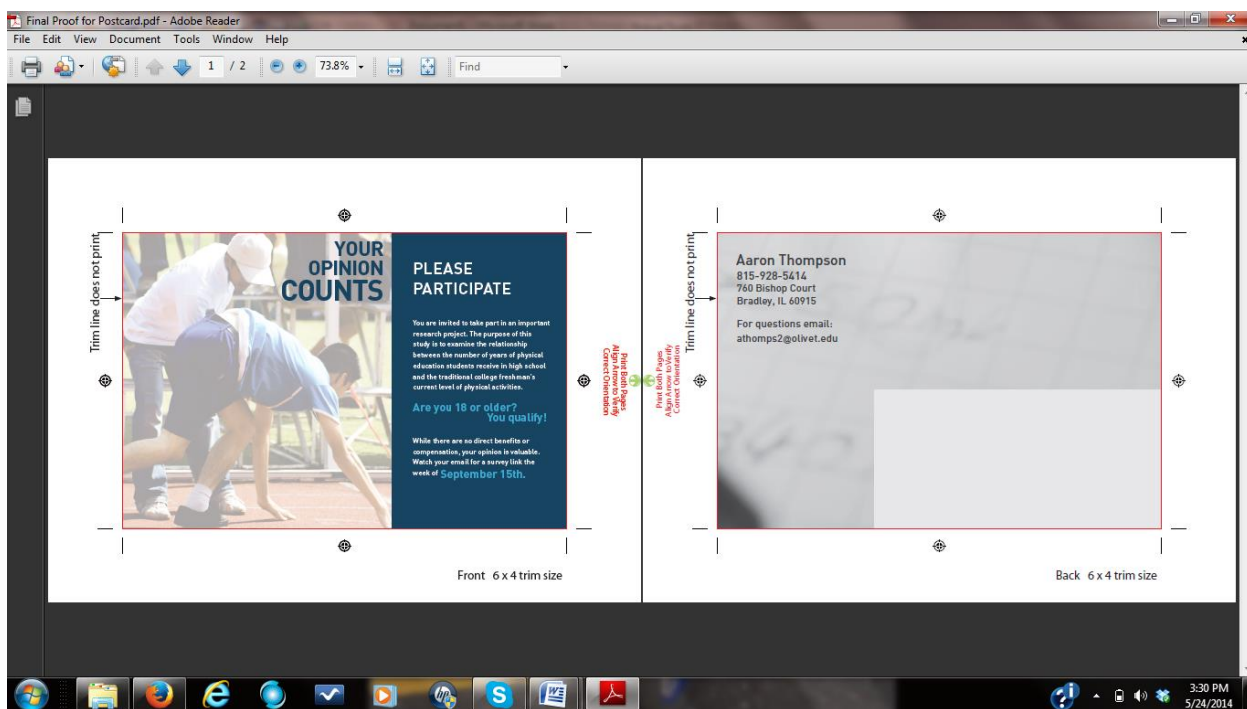 Final Proof for Postcard.pdf - Adobe Reader
File Edit View Document Tools Window Help
1 / 2 73.8% Find
Trim line does not print
YOUR
OPINION
COUNTS
PLEASE
PARTICIPATE
You are invited to take part in an important
research project. The purpose of this
study is to examine the relationship
between the number of years of physical
education students receive in high school
and the traditional college freshman's
current level of physical activities.
Are you 18 or older?
You qualify!
While there are no direct benefits or
compensation, your opinion is valuable.
Watch your email for a survey link the
week of September 15th.
Print Both Pages
Align Arrow to Verify
Correct Orientation
Front 6 x 4 trim size
Print Both Pages
Align Arrow to Verify
Correct Orientation
Trim line does not print
Aaron Thompson
815-928-5414
760 Bishop Court
Bradley, IL 60915
For questions email:
athomps2@olivet.edu
Back 6 x 4 trim size
3:30 PM
5/24/2014